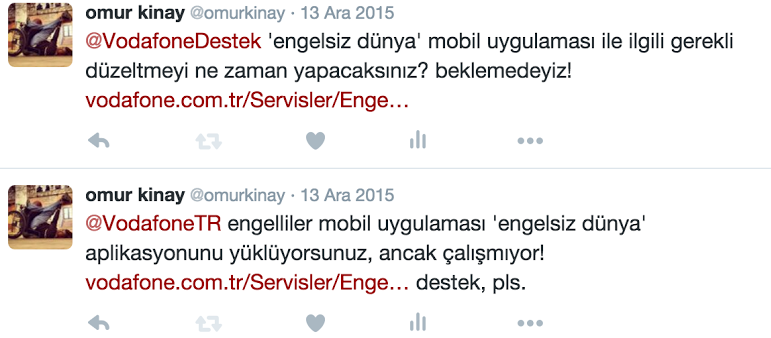 omur kinay @omurkinay · 13 Ara 2015
@VodafoneDestek 'engelsiz dünya' mobil uygulaması ile ilgili gerekli
düzeltmeyi ne zaman yapacaksınız? beklemedeyiz!
vodafone.com.tr/Servisler/Enge…
omur kinay @omurkinay · 13 Ara 2015
@VodafoneTR engelliler mobil uygulaması 'engelsiz dünya'
aplikasyonunu yüklüyorsunuz, ancak çalışmıyor!
vodafone.com.tr/Servisler/Enge… destek, pls.